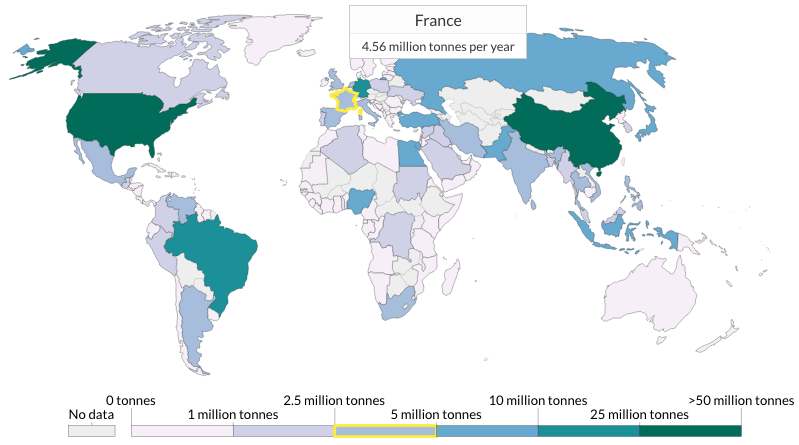 France
4.56 million tonnes per year
No data
0 tonnes
1 million tonnes
2.5 million tonnes
5 million tonnes
10 million tonnes
25 million tonnes
>50 million tonnes